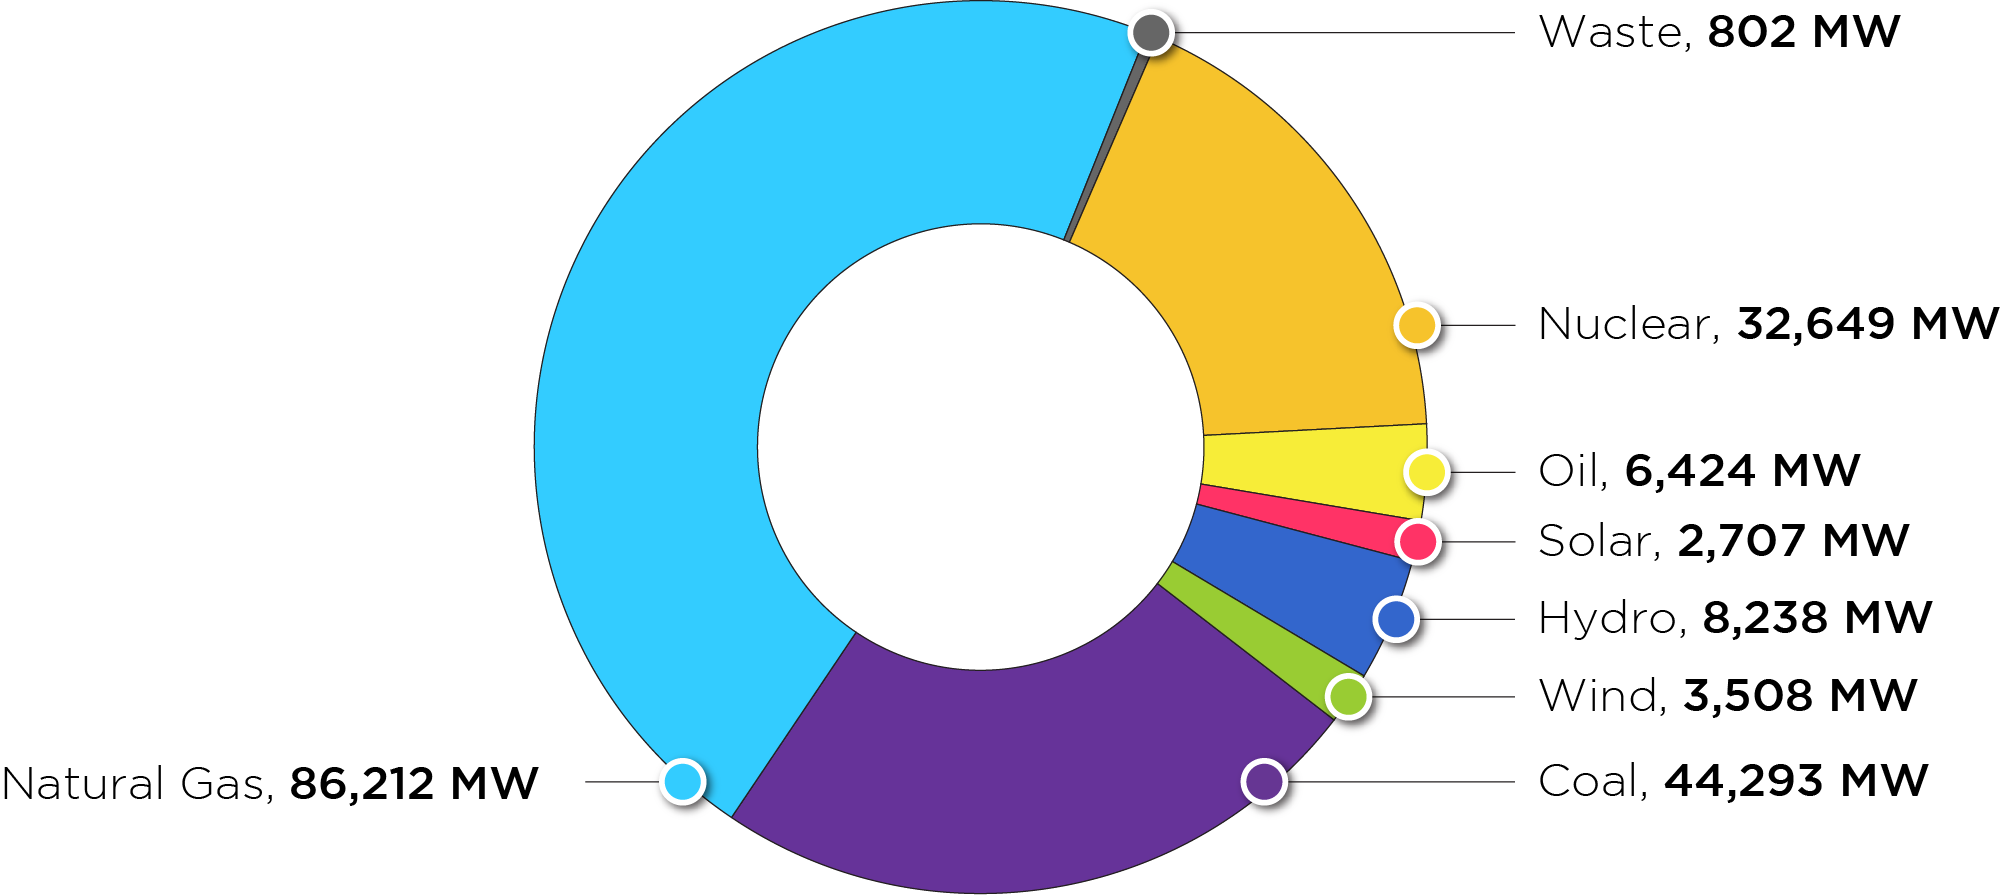 Waste, 802 MW
Nuclear, 32,649 MW
Oil, 6,424 MW
Solar, 2,707 MW
Hydro, 8,238 MW
Wind, 3,508 MW
Coal, 44,293 MW
Natural Gas, 86,212 MW